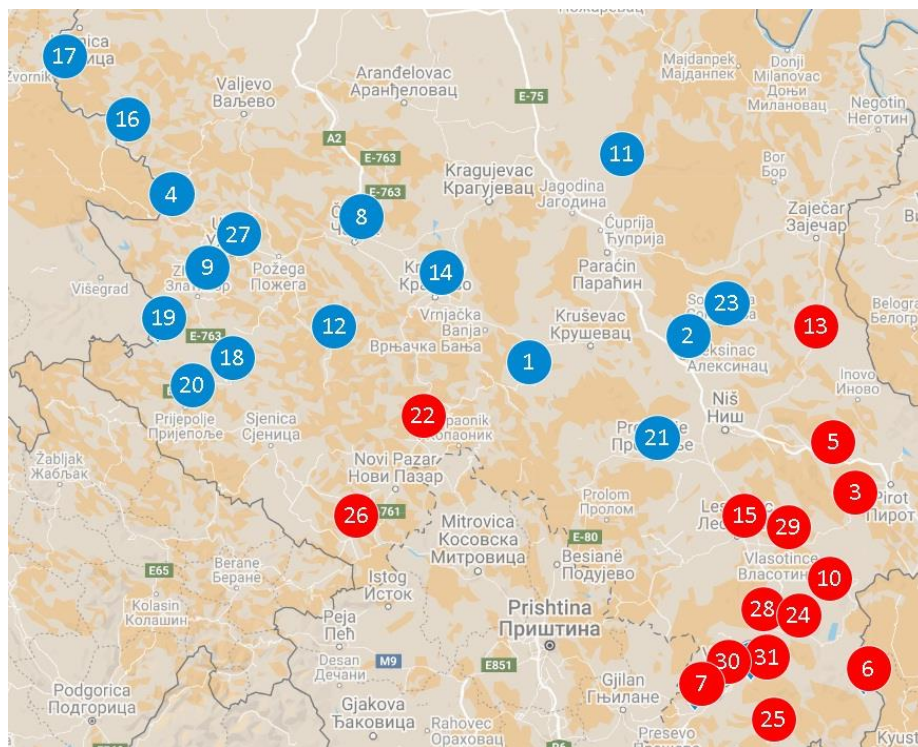 Majdanpek
Мајданпек
Donji
Milanovac
Доњи
Милановац
17
Zvornik
Valjevo
Ваљево
Aranđelovac
Аранђеловац
E-75
Negotin
Неготин
16
A2
E-763
11
Bor
Бор
Kragujevac
Крагујевац
Jagodina
Јагодина
4
E-763
8
Zaječar
Зајечар
27
Ćuprija
Ћуприја
9
Požega
Пожега
14
Paraćin
Параћин
Višegrad
23
19
E-763
12
Vrnjačka
Banja
Врњачка Бања
Kruševac
Крушевац
2
13
Алексинац
18
1
20
Prijepolje
Пријепоље
Sjenica
Сјеница
22
Niš
Ниш
Inovo
Иново
21
5
Žabljak
Жабљак
Novi Pazar
Нови Пазар
3
Pirot
Пирот
26
Mitrovica
Косовска
Митровица
Prolom
Пролом
15
29
E-80
Besianë
Подујево
Vlasotince
E65
Berane
Беране
Istog
Исток
10
Kolasin
Колашин
Peja
Пећ
Prishtina
Приштина
28
24
Desan
Дечани
M9
E851
30
31
6
Podgorica
Подгорица
Gjilan
Гњилане
7
Gjakova
Ђаковица
Rahovec
Ораховац
Presevo
25
Kyust